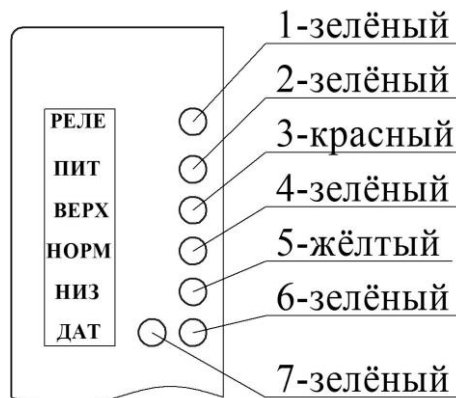 1-зелёный
2-зелёный
РЕЛЕ
3-красный
ПИТ
4-зелёный
ВЕРХ
5-жёлтый
НОРМ
6-зелёный
НИЗ
ДАТ
7-зелёный